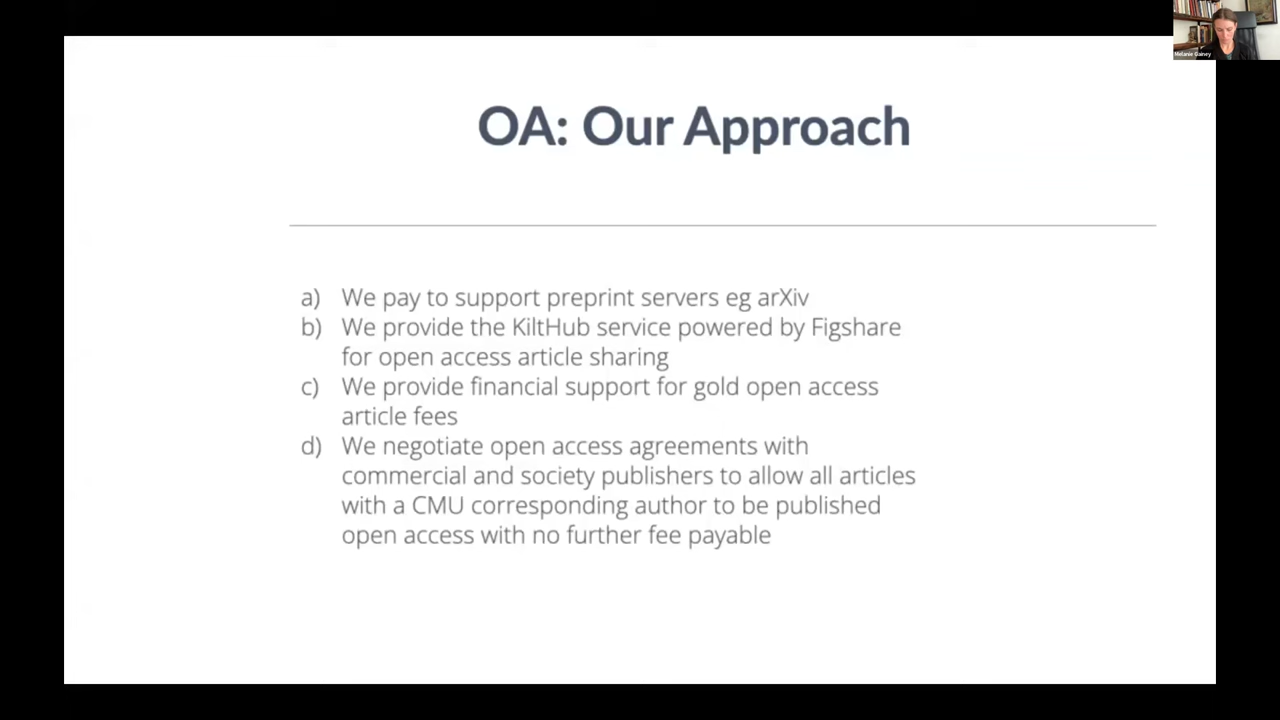 Melanie Gainey
OA: Our Approach
a) We pay to support preprint servers eg arXiv
b) We provide the KiltHub service powered by Figshare
for open access article sharing
c) We provide financial support for gold open access
article fees
d) We negotiate open access agreements with
commercial and society publishers to allow all articles
with a CMU corresponding author to be published
open access with no further fee payable